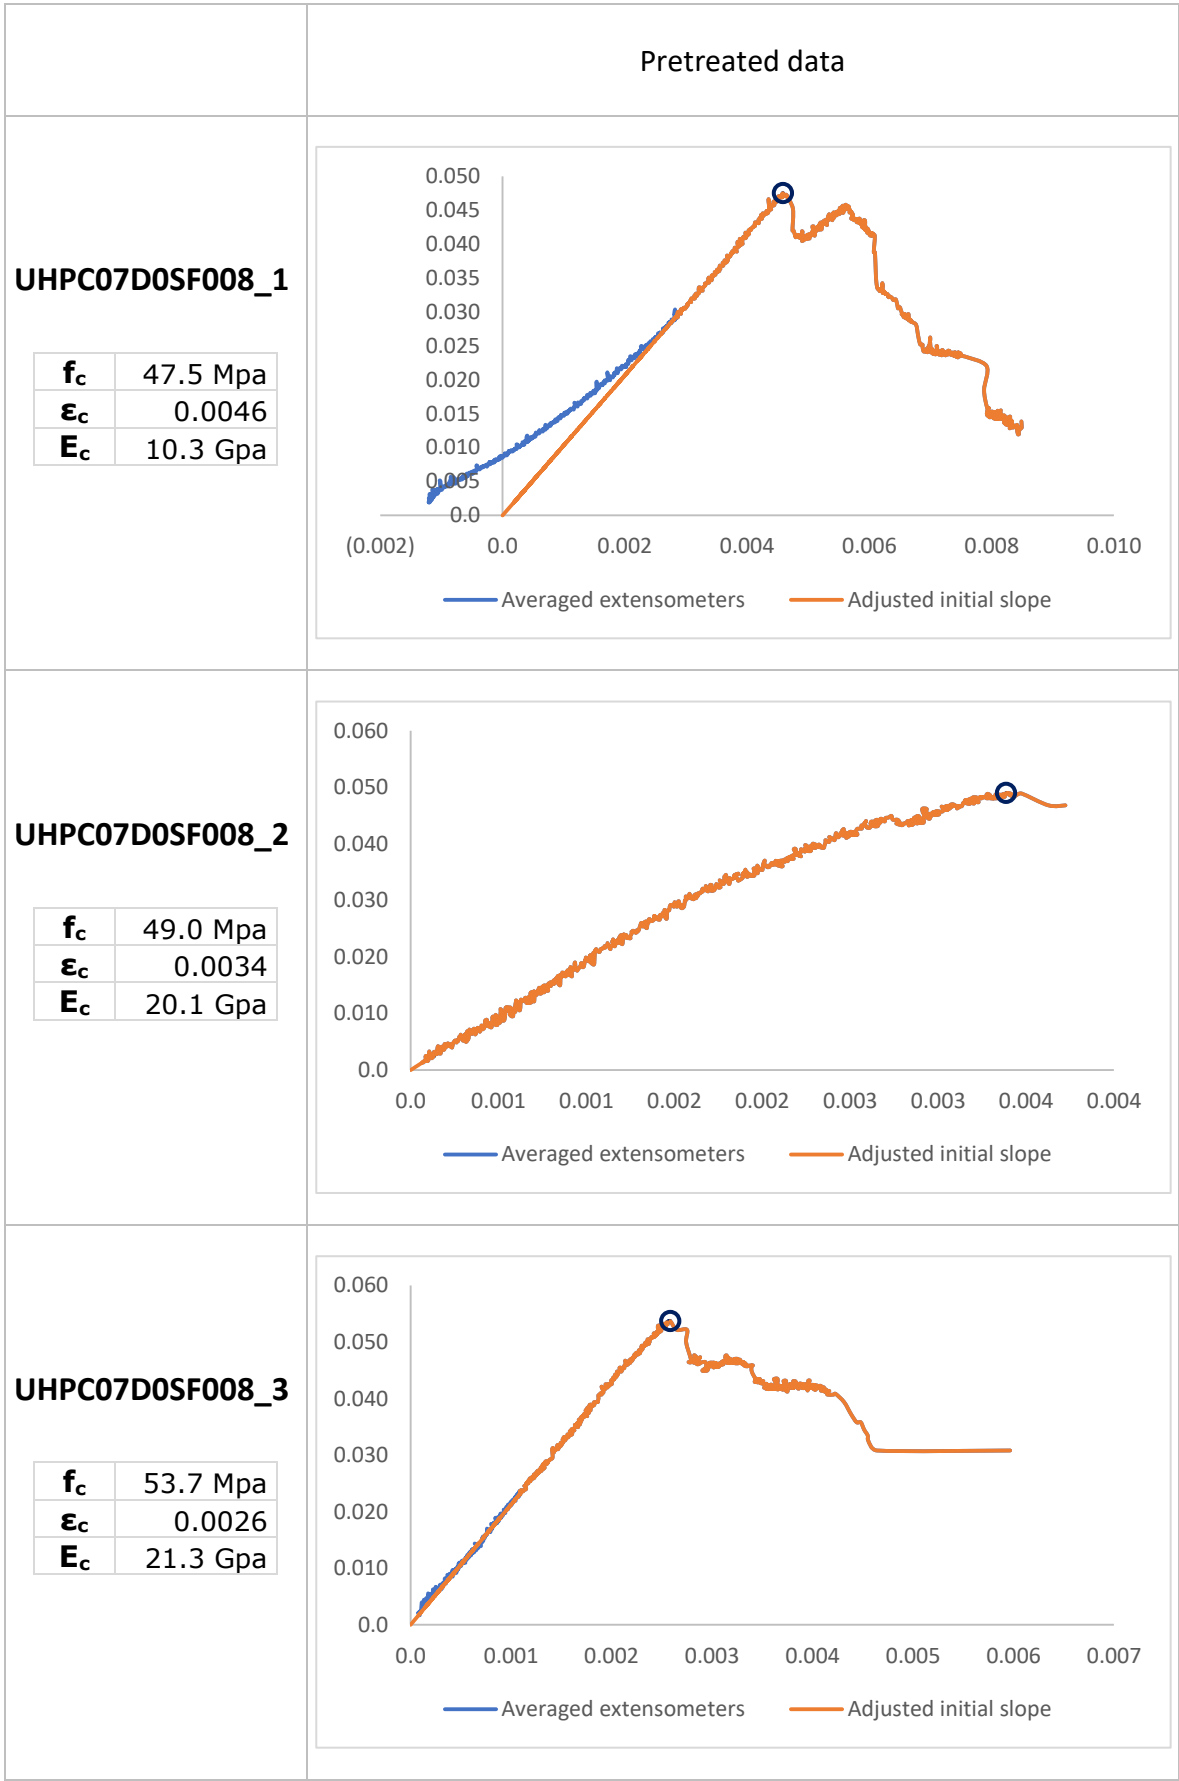 Pretreated data
UHPC07D0SF008_1
fc 47.5 Mpa
εc 0.0046
Ec 10.3 Gpa
0.050
0.045
0.040
0.035
0.030
0.025
0.020
0.015
0.010
0.005
0.0
(0.002) 0.0 0.002 0.004 0.006 0.008 0.010
Averaged extensometers Adjusted initial slope
UHPC07D0SF008_2
fc 49.0 Mpa
εc 0.0034
Ec 20.1 Gpa
0.060
0.050
0.040
0.030
0.020
0.010
0.0
0.0 0.001 0.001 0.002 0.002 0.003 0.003 0.004 0.004
Averaged extensometers Adjusted initial slope
UHPC07D0SF008_3
fc 53.7 Mpa
εc 0.0026
Ec 21.3 Gpa
0.060
0.050
0.040
0.030
0.020
0.010
0.0
0.0 0.001 0.002 0.003 0.004 0.005 0.006 0.007
Averaged extensometers Adjusted initial slope